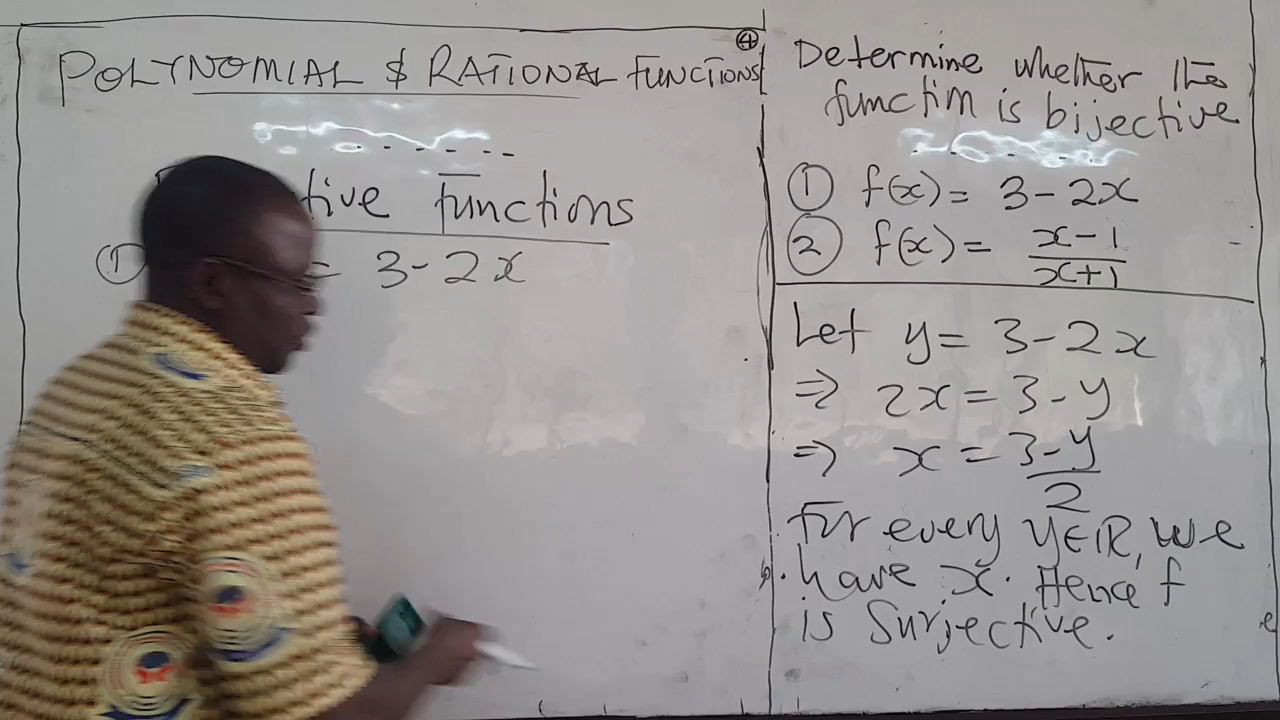 POLYNOMIAL & RATIONAL FUNCTIONS
4
tive Functions
① = 3-2x
Determine whether the
function is bijective
① f(x) = 3-2x
② f(x) = x-1
x+1
Let y = 3-2x
⇒ 2x = 3-y
⇒ x = 3-y
2
For every y∈ℝ, we
have x. Hence f
is Surjective.